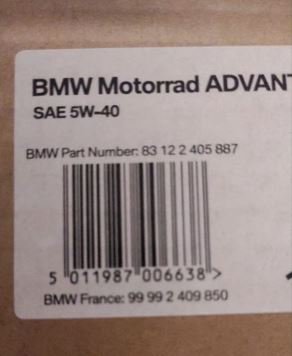 BMW Motorrad ADVANT
SAE 5W-40
BMW Part Number: 83 12 2 405 887
5 011987 006638 >
BMW France: 99 99 2 409 850